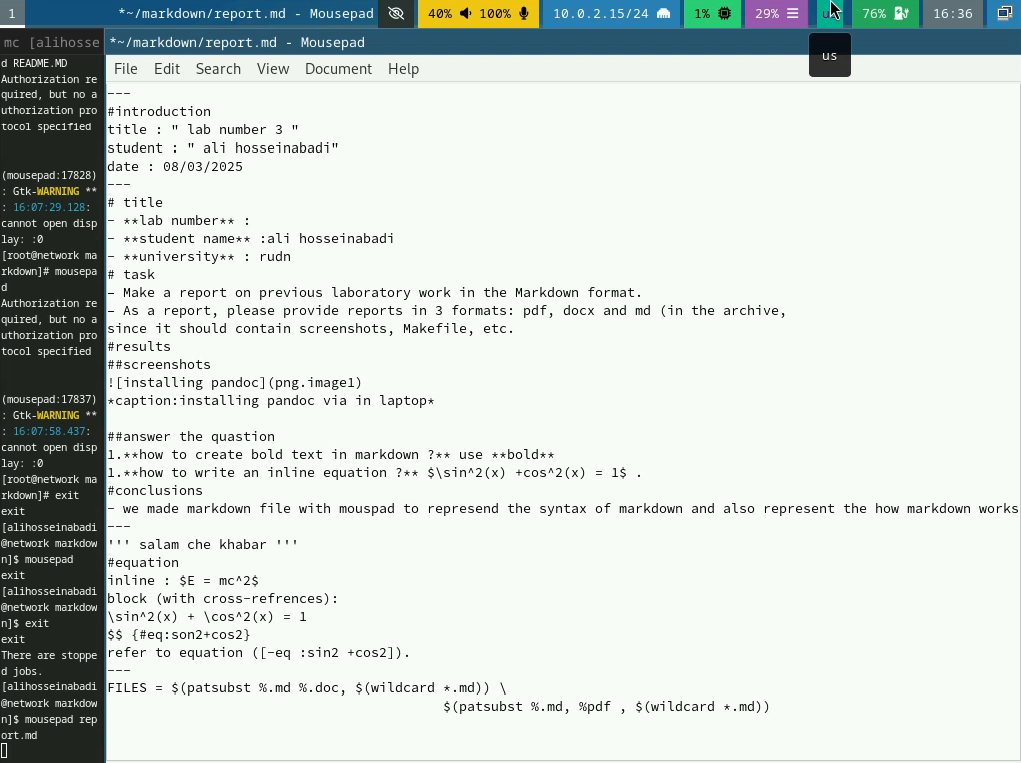 1
*~/markdown/report.md - Mousepad
40%
100%
10.0.2.15/24
1%
29%
76%
16:36
us
mc [alihosse
d README.MD
Authorization re
quired, but no a
uthorization pro
tocol specified
(mousepad:17828)
: Gtk-WARNING **
: 16:07:29.128:
cannot open disp
lay: :0
[root@network ma
rkdown]# mousepa
d
Authorization re
quired, but no a
uthorization pro
tocol specified
(mousepad:17837)
: Gtk-WARNING **
: 16:07:58.437:
cannot open disp
lay: :0
[root@network ma
rkdown]# exit
exit
[alihosseinabadi
@network markdow
n]$ mousepad
exit
[alihosseinabadi
@network markdow
n]$ exit
exit
There are stoppe
d jobs.
[alihosseinabadi
@network markdow
n]$ mousepad rep
ort.md
*~/markdown/report.md - Mousepad
File Edit Search View Document Help
---
#introduction
title : " lab number 3 "
student : " ali hosseinabadi"
date : 08/03/2025
---
# title
- **lab number** :
- **student name** :ali hosseinabadi
- **university** : rudn
# task
- Make a report on previous laboratory work in the Markdown format.
- As a report, please provide reports in 3 formats: pdf, docx and md (in the archive,
since it should contain screenshots, Makefile, etc.
#results
##screenshots
![installing pandoc](png.image1)
*caption:installing pandoc via in laptop*
##answer the quastion
1.**how to create bold text in markdown ?** use **bold**
1.**how to write an inline equation ?** $\sin^2(x) +cos^2(x) = 1$ .
#conclusions
- we made markdown file with mouspad to represend the syntax of markdown and also represent the how markdown works
---
''' salam che khabar '''
#equation
inline : $E = mc^2$
block (with cross-refrences):
\sin^2(x) + \cos^2(x) = 1
$$ {#eq:son2+cos2}
refer to equation ([-eq :sin2 +cos2]).
---
FILES = $(patsubst %.md %.doc, $(wildcard *.md)) \
$(patsubst %.md, %pdf , $(wildcard *.md))